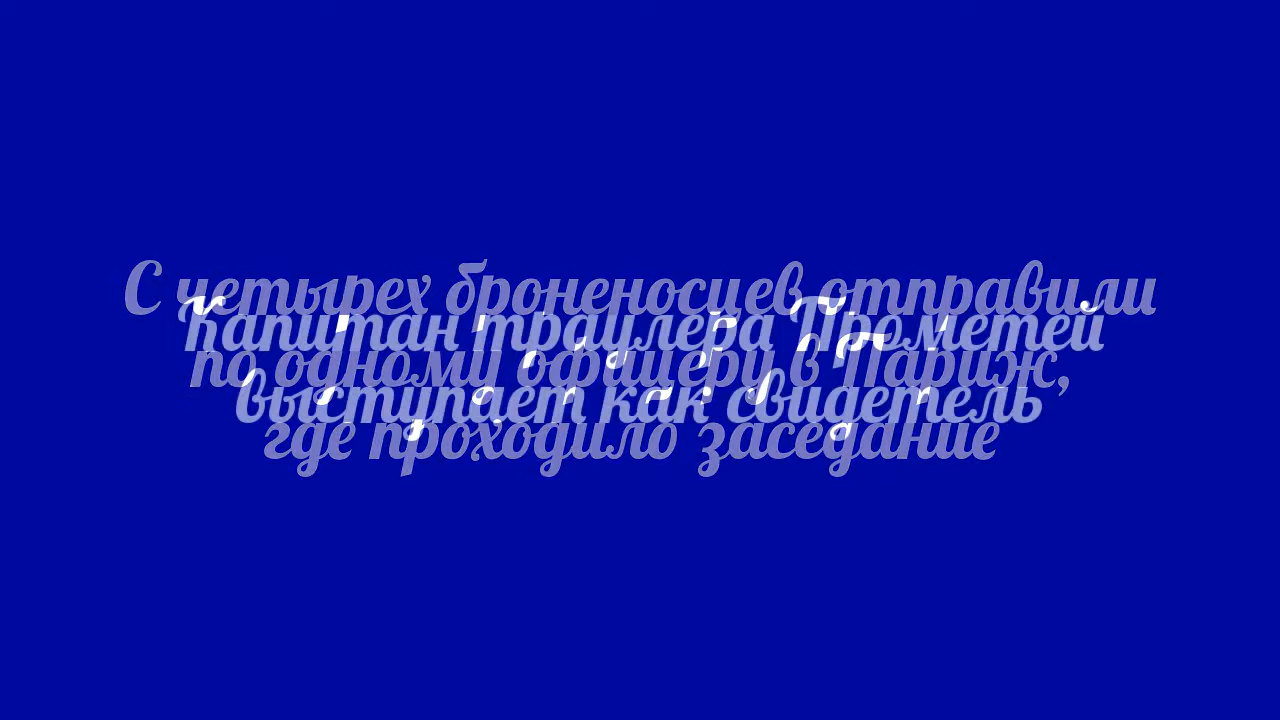 С четырех броненосцев отправили
Капитан траулера Прометей
по одному офицеру в Париж,
выступает как свидетель
где проходило заседание